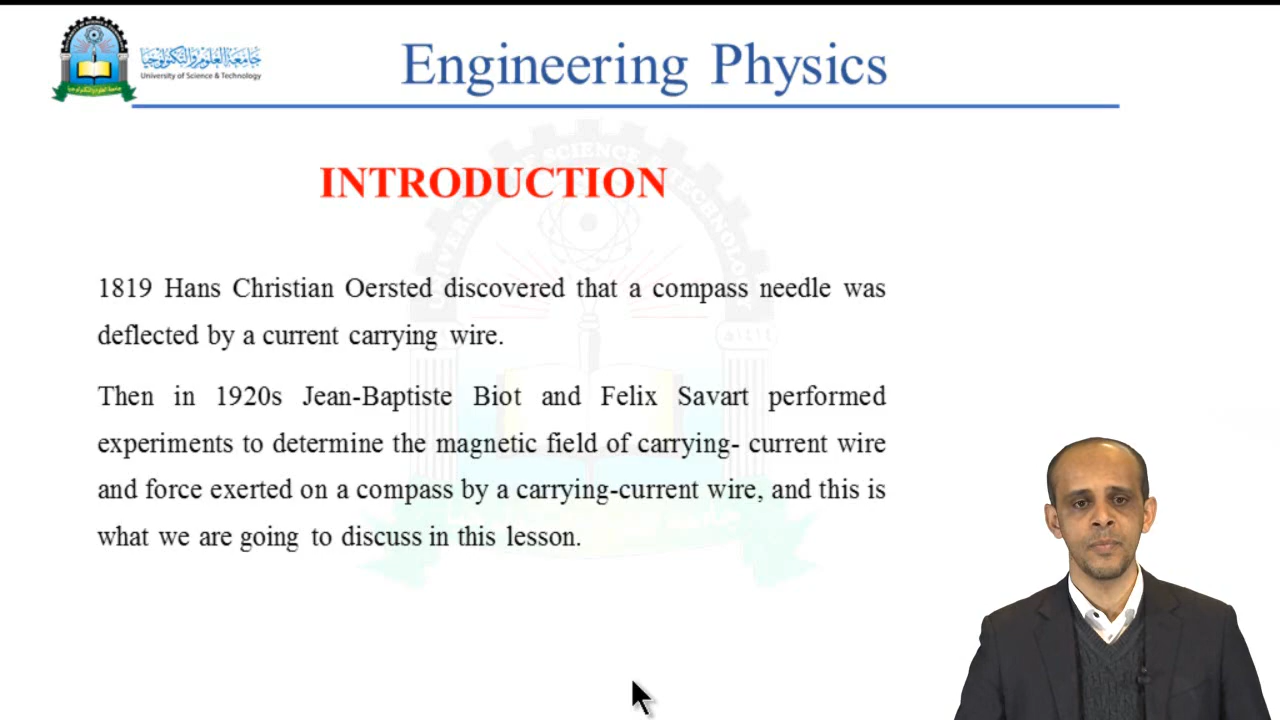 جامعة العلوم والتكنولوجيا
University of Science & Technology
Engineering Physics
INTRODUCTION
1819 Hans Christian Oersted discovered that a compass needle was
deflected by a current carrying wire.
Then in 1920s Jean-Baptiste Biot and Felix Savart performed
experiments to determine the magnetic field of carrying- current wire
and force exerted on a compass by a carrying-current wire, and this is
what we are going to discuss in this lesson.